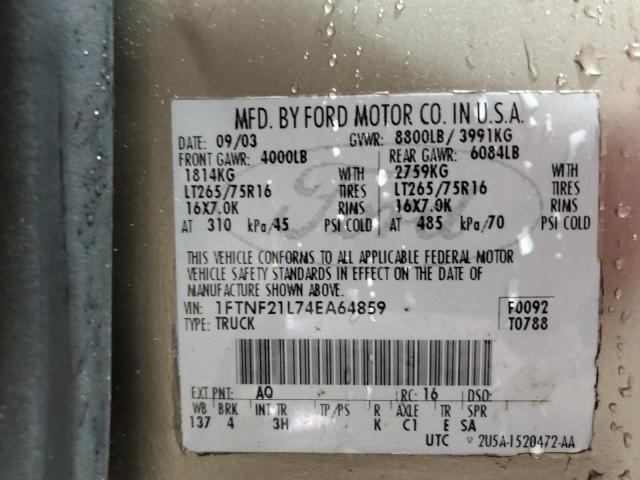 MFD. BY FORD MOTOR CO. IN U.S.A.
DATE: 09/03 GVWR: 8800LB/ 3991KG
FRONT GAWR: 4000LB REAR GAWR: 6084LB
1814KG WITH 2759KG WITH
LT265/75R16 TIRES LT265/75R16 TIRES
16X7.0K RIMS 16X7.0K RIMS
AT 310 kPa/45 PSI COLD AT 485 kPa/70 PSI COLD
Ford
THIS VEHICLE CONFORMS TO ALL APPLICABLE FEDERAL MOTOR
VEHICLE SAFETY STANDARDS IN EFFECT ON THE DATE OF
MANUFACTURE SHOWN ABOVE.
VIN: 1FTNF21L74EA64859 F0092
TYPE: TRUCK T0788
EXT PNT: AQ RC: 16 DSO:
WB BRK INT TR TP/PS R AXLE TR SPR
137 4 3H K C1 E SA
UTC ▽ 2U5A-1520472-AA